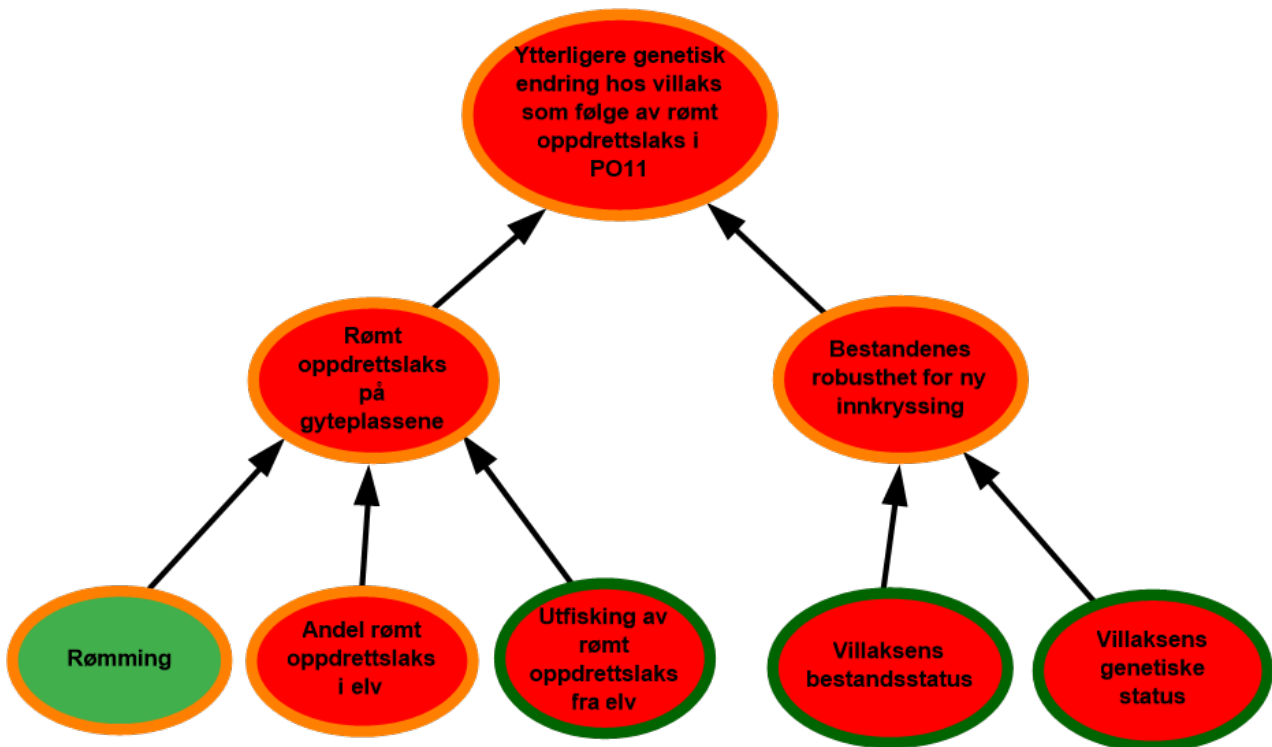 Ytterligere genetisk
endring hos villaks
som følge av rømt
oppdrettslaks i
PO11
Rømt
oppdrettslaks
på
gyteplassene
Bestandenes
robusthet for ny
innkryssing
Rømming
Andel rømt
oppdrettslaks
i elv
Utfisking av
rømt
oppdrettslaks
fra elv
Villaksens
bestandsstatus
Villaksens
genetiske
status